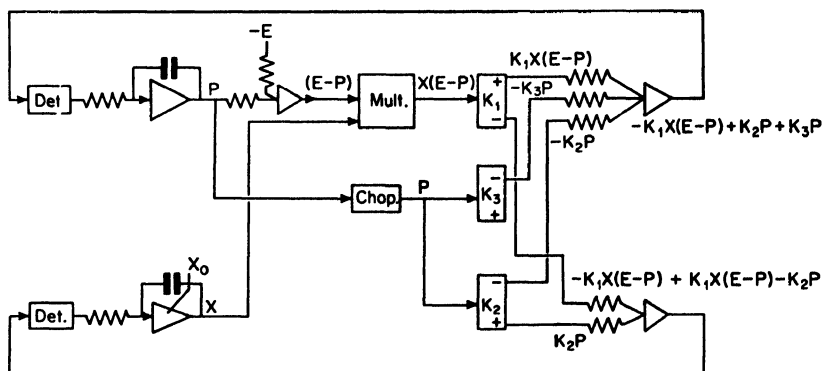 -E
P
(E-P)
X(E-P)
K₁X(E-P)
Det
Mult.
+
K₁
-
-K₃P
-K₂P
-K₁X(E-P)+K₂P+K₃P
Chop.
P
-
K₃
+
X₀
Det.
X
-
K₂
+
-K₁X(E-P) + K₁X(E-P)-K₂P
K₂P